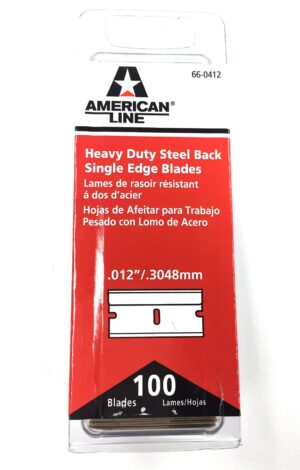 66-0412
AMERICAN®
LINE
Heavy Duty Steel Back
Single Edge Blades
Lames de rasoir résistant
á dos d'acier
Hojas de Afeitar para Trabajo
Pesado con Lomo de Acero
.012"/.3048mm
100
Blades Lames/Hojas